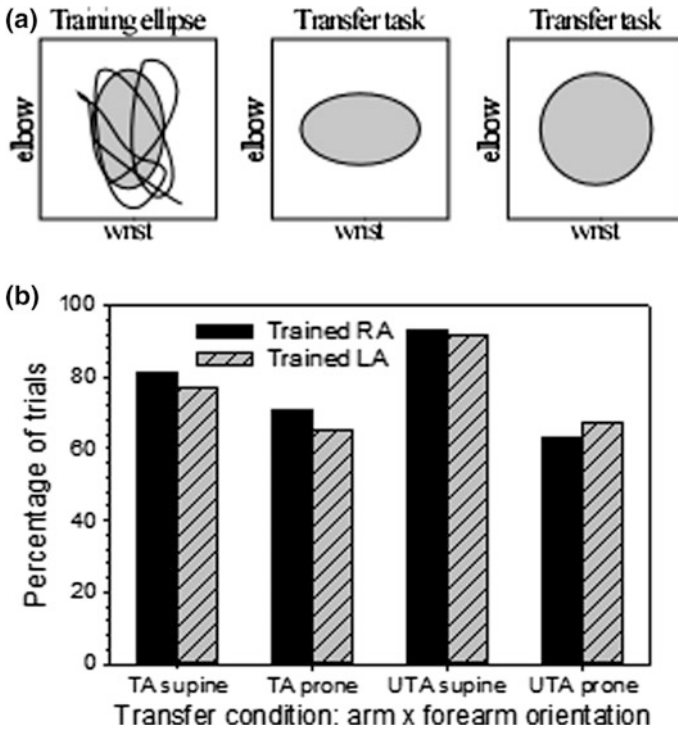 (a) Training ellipse Transfer task Transfer task
elbow elbow elbow
wrist wrist wrist
(b)
100
80
60
40
20
0
Percentage of trials
Trained RA
Trained LA
TA supine TA prone UTA supine UTA prone
Transfer condition: arm x forearm orientation